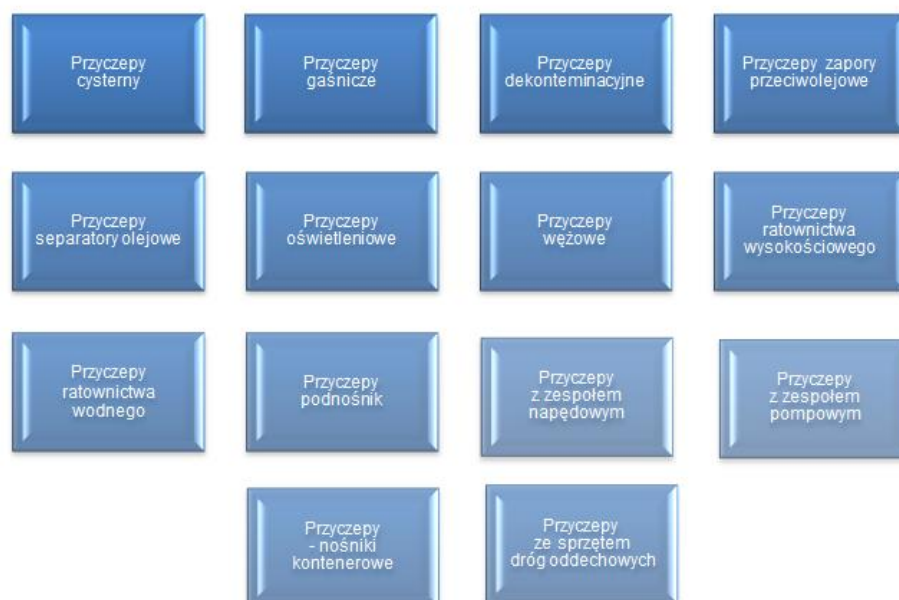 Przyczepy
cysterny
Przyczepy
gaśnicze
Przyczepy
dekonteminacyjne
Przyczepy zapory
przeciwolejowe
Przyczepy
separatory olejowe
Przyczepy
oświetleniowe
Przyczepy
wężowe
Przyczepy
ratownictwa
wysokościowego
Przyczepy
ratownictwa
wodnego
Przyczepy
podnośnik
Przyczepy
z zespołem
napędowym
Przyczepy
z zespołem
pompowym
Przyczepy
- nośniki
kontenerowe
Przyczepy
ze sprzętem
dróg oddechowych